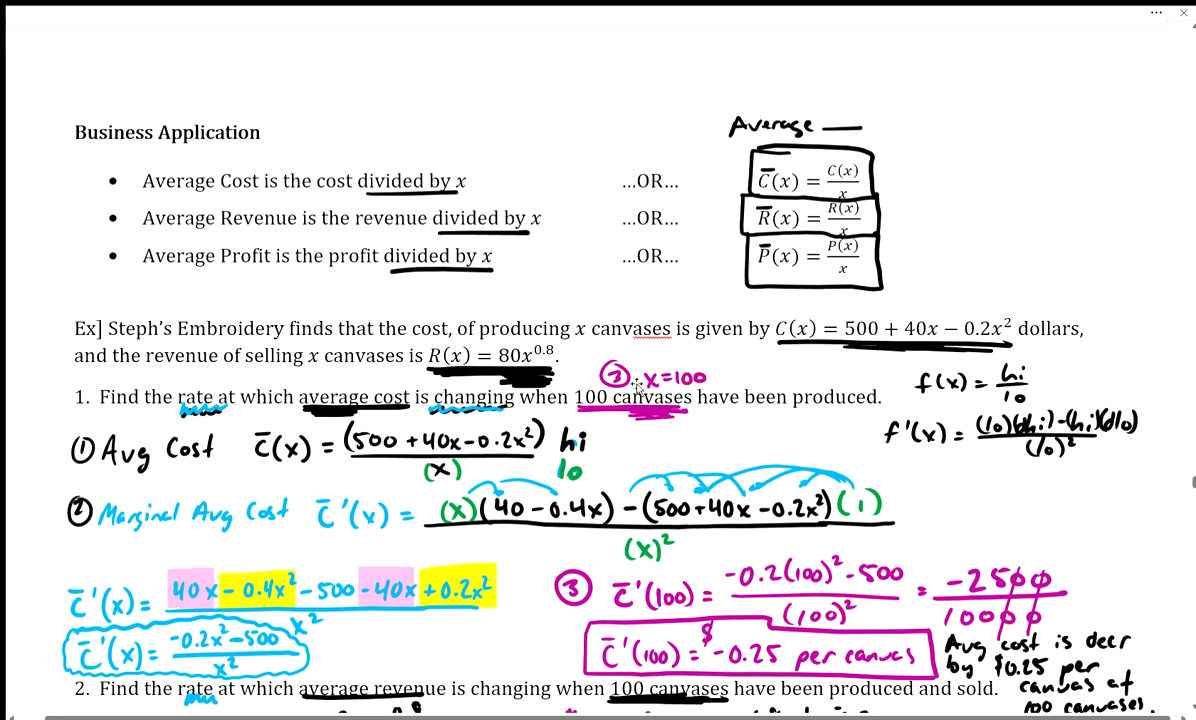 Business Application
Average —
• Average Cost is the cost divided by x ...OR... C̄(x) = C(x)/x
• Average Revenue is the revenue divided by x ...OR... R̄(x) = R(x)/x
• Average Profit is the profit divided by x ...OR... P̄(x) = P(x)/x
Ex] Steph's Embroidery finds that the cost, of producing x canvases is given by C(x) = 500 + 40x − 0.2x² dollars,
and the revenue of selling x canvases is R(x) = 80x^0.8.
③ x=100
f(x) = hi/lo
1. Find the rate at which average cost is changing when 100 canvases have been produced.
① Avg Cost C̄(x) = (500 +40x-0.2x²)/(x) hi lo
f'(x) = (lo)(dhi)-(hi)(dlo)/(lo)²
② Marginal Avg Cost C̄'(x) = (x)(40-0.4x) - (500+40x-0.2x²)(1)/(x)²
C̄'(x) = 40x - 0.4x² - 500 - 40x + 0.2x²/x²
③ C̄'(100) = -0.2(100)² - 500/(100)² = -2500/10000
C̄'(x) = -0.2x² - 500/x²
C̄'(100) = $-0.25 per canvas
Avg cost is decr
by $0.25 per
canvas at
100 canvases.
2. Find the rate at which average revenue is changing when 100 canvases have been produced and sold.